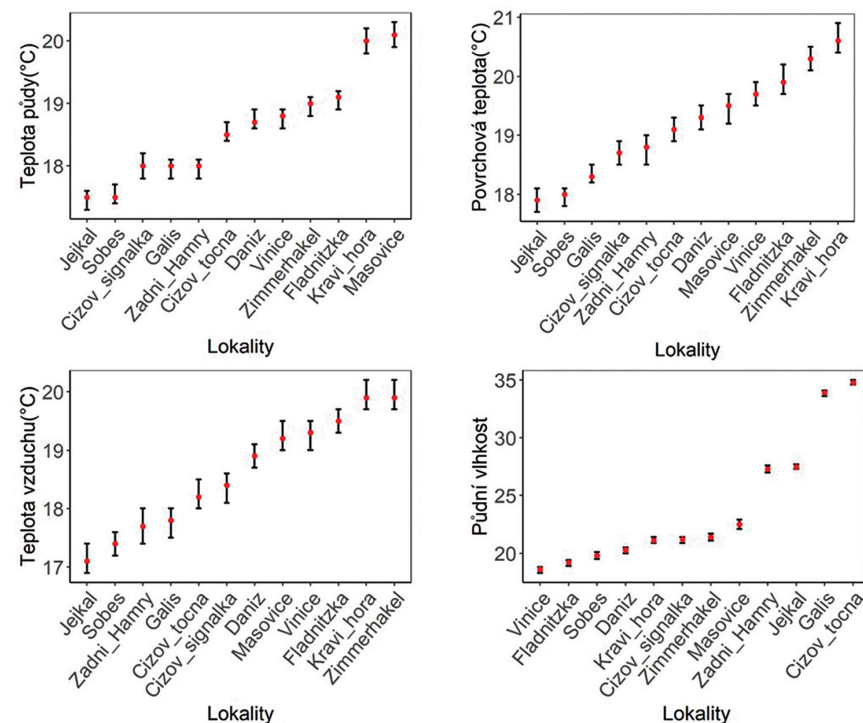 Teplota půdy(°C)
20
19
18
Jejkal
Sobes
Cizov_signalka
Galis
Zadni_Hamry
Cizov_tocna
Daniz
Vinice
Zimmerhakel
Fladnitzka
Kravi_hora
Masovice
Lokality
Povrchová teplota(°C)
21
20
19
18
Jejkal
Sobes
Galis
Cizov_signalka
Zadni_Hamry
Cizov_tocna
Daniz
Masovice
Vinice
Fladnitzka
Zimmerhakel
Kravi_hora
Lokality
Teplota vzduchu(°C)
20
19
18
17
Jejkal
Sobes
Zadni_Hamry
Galis
Cizov_tocna
Cizov_signalka
Daniz
Masovice
Vinice
Fladnitzka
Kravi_hora
Zimmerhakel
Lokality
Půdní vlhkost
35
30
25
20
Vinice
Fladnitzka
Sobes
Daniz
Kravi_hora
Cizov_signalka
Zimmerhakel
Masovice
Zadni_Hamry
Jejkal
Galis
Cizov_tocna
Lokality